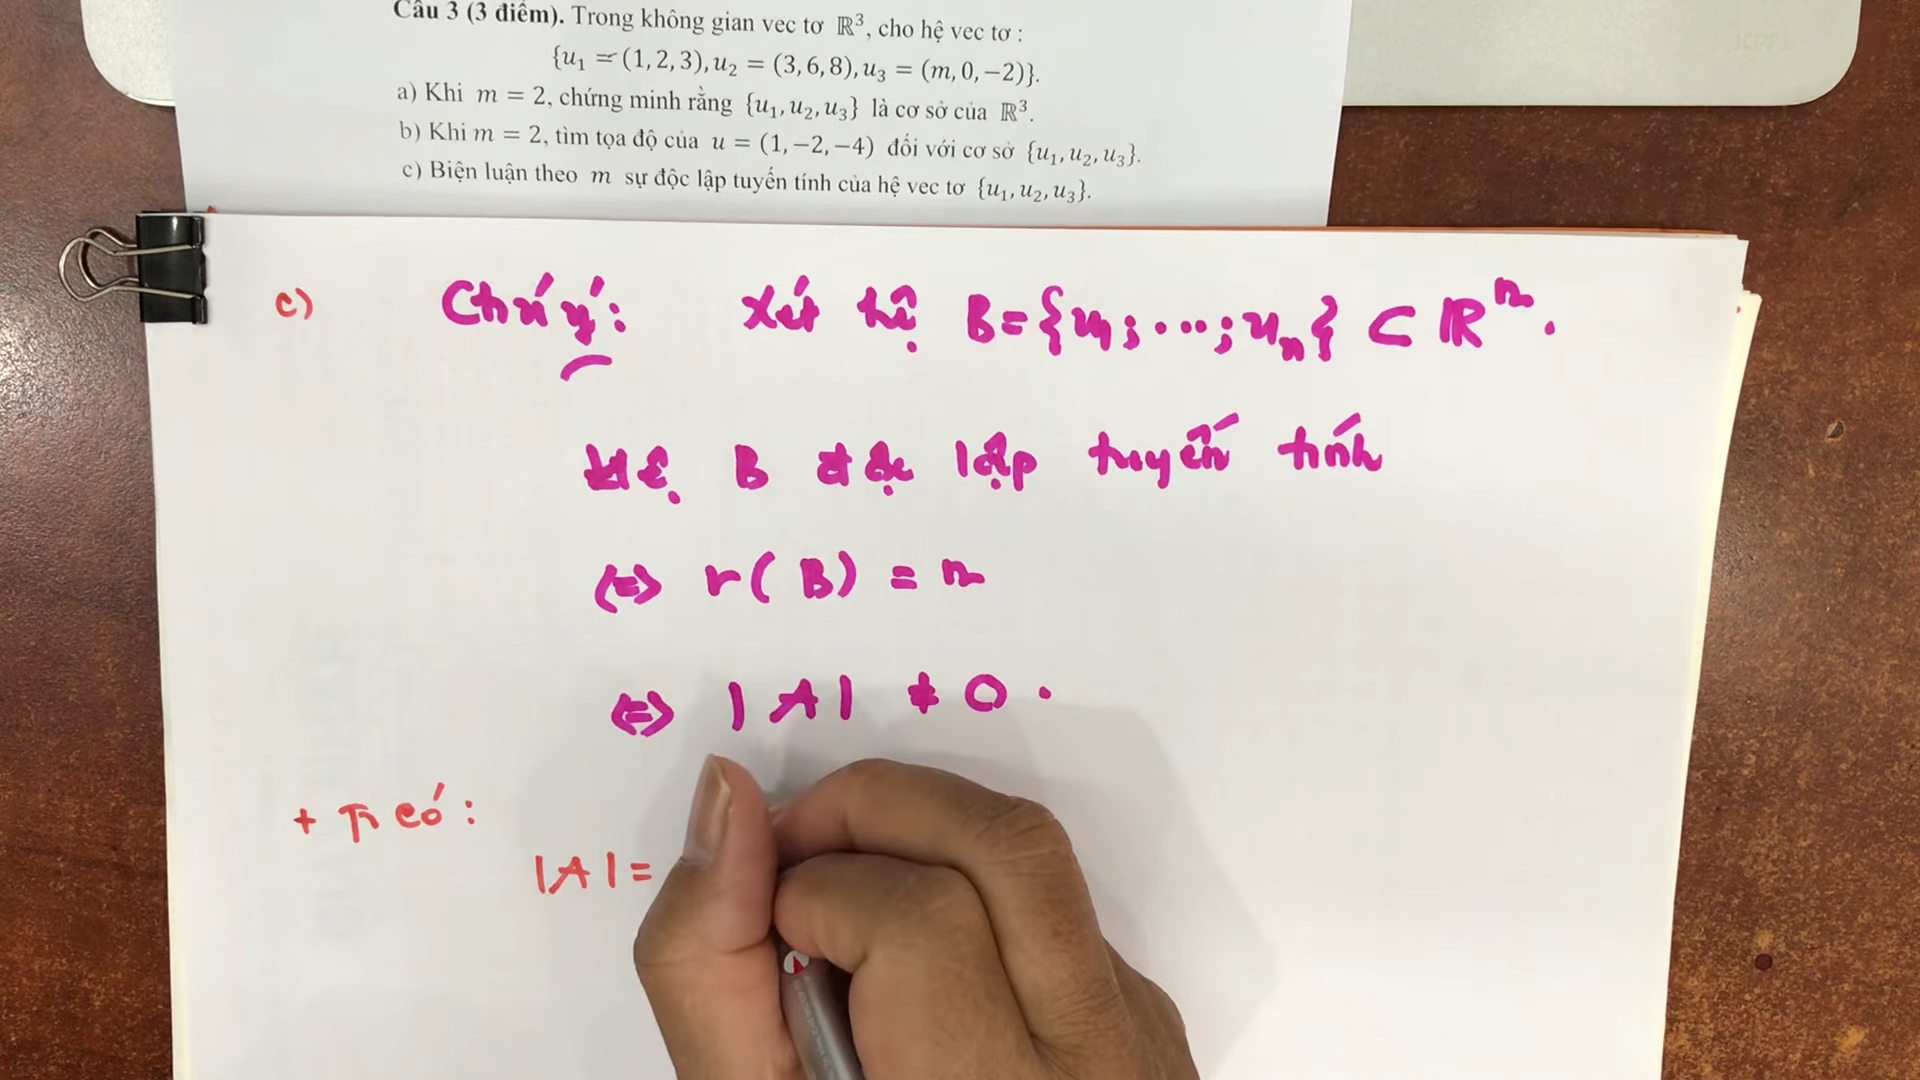 Câu 3 (3 điểm). Trong không gian vec tơ ℝ³, cho hệ vec tơ :
{u₁ = (1, 2, 3), u₂ = (3, 6, 8), u₃ = (m, 0, −2)}.
a) Khi m = 2, chứng minh rằng {u₁, u₂, u₃} là cơ sở của ℝ³.
b) Khi m = 2, tìm tọa độ của u = (1, −2, −4) đối với cơ sở {u₁, u₂, u₃}.
c) Biện luận theo m sự độc lập tuyến tính của hệ vec tơ {u₁, u₂, u₃}.
c) Chú ý: Xét hệ B = {u₁; ...; uₙ} ⊂ ℝⁿ.
Hệ B độc lập tuyến tính
⇔ r(B) = n
⇔ |A| ≠ 0.
+ Ta có:
|A| =